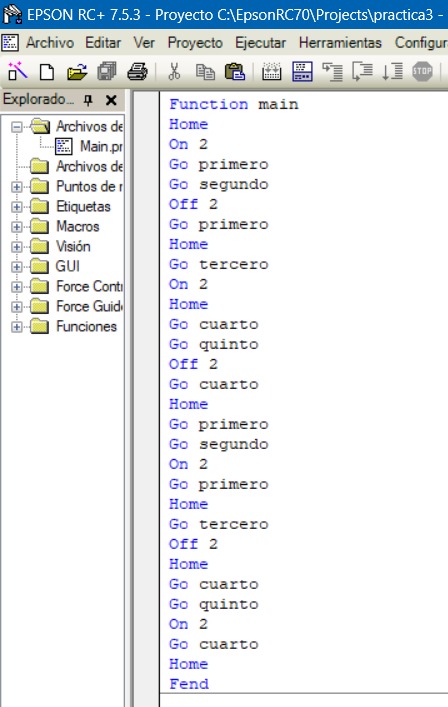 EPSON RC+ 7.5.3 - Proyecto C:\EpsonRC70\Projects\practica3 -
Archivo Editar Ver Proyecto Ejecutar Herramientas Configur
STOP
Explorado...
Archivos de
Main.pr
Archivos de
Puntos de r
Etiquetas
Macros
Visión
GUI
Force Contr
Force Guide
Funciones
Function main
Home
On 2
Go primero
Go segundo
Off 2
Go primero
Home
Go tercero
On 2
Home
Go cuarto
Go quinto
Off 2
Go cuarto
Home
Go primero
Go segundo
On 2
Go primero
Home
Go tercero
Off 2
Home
Go cuarto
Go quinto
On 2
Go cuarto
Home
Fend